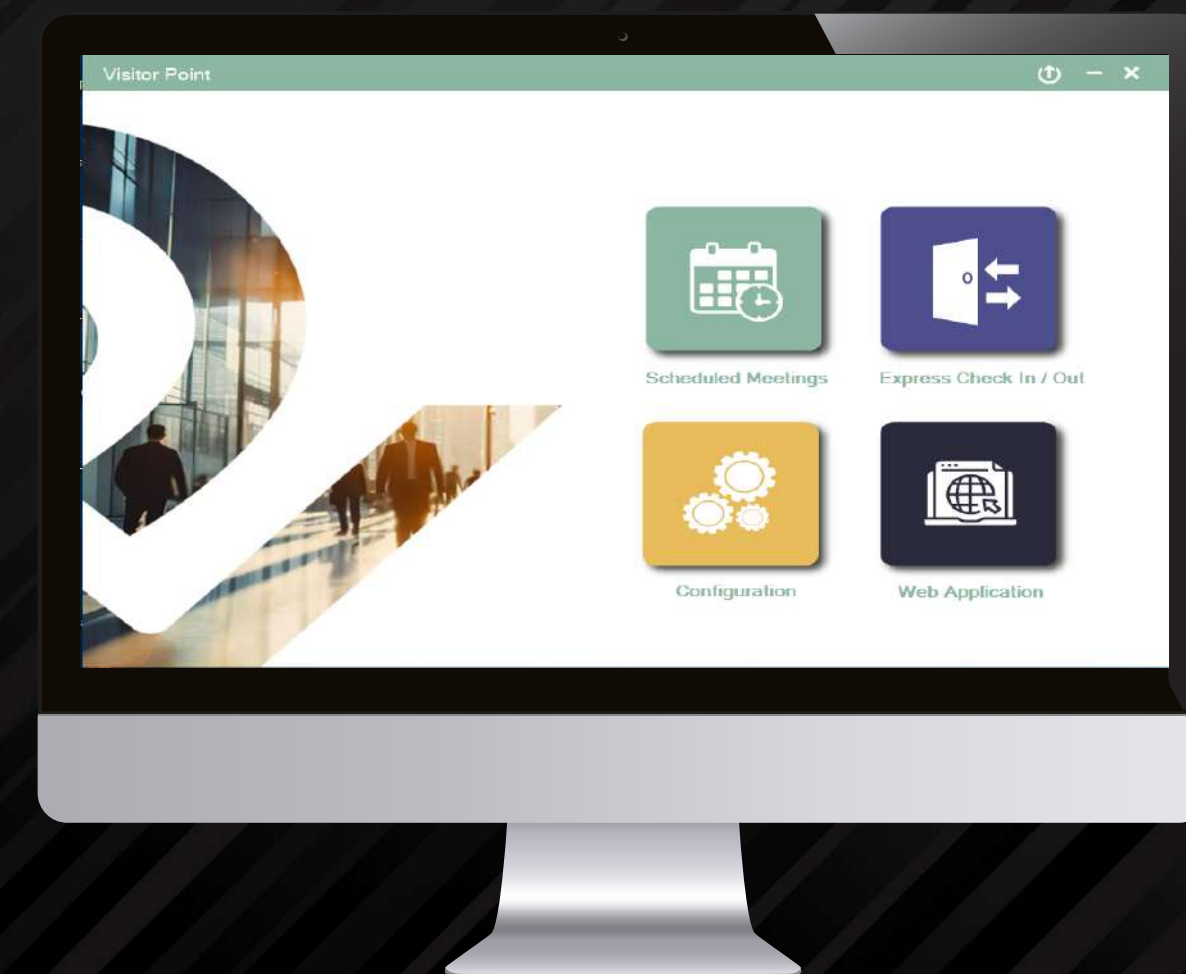 Visitor Point
Scheduled Meetings
Express Check In / Out
Configuration
Web Application